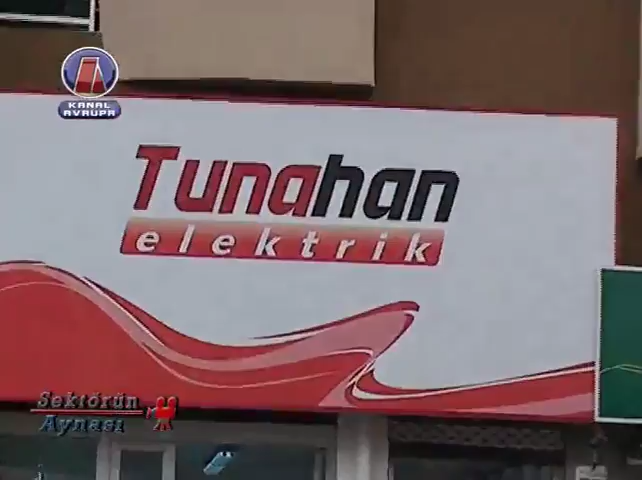 KANAL
AVRUPA
Tunahan
elektrik
Sektörün
Aynası